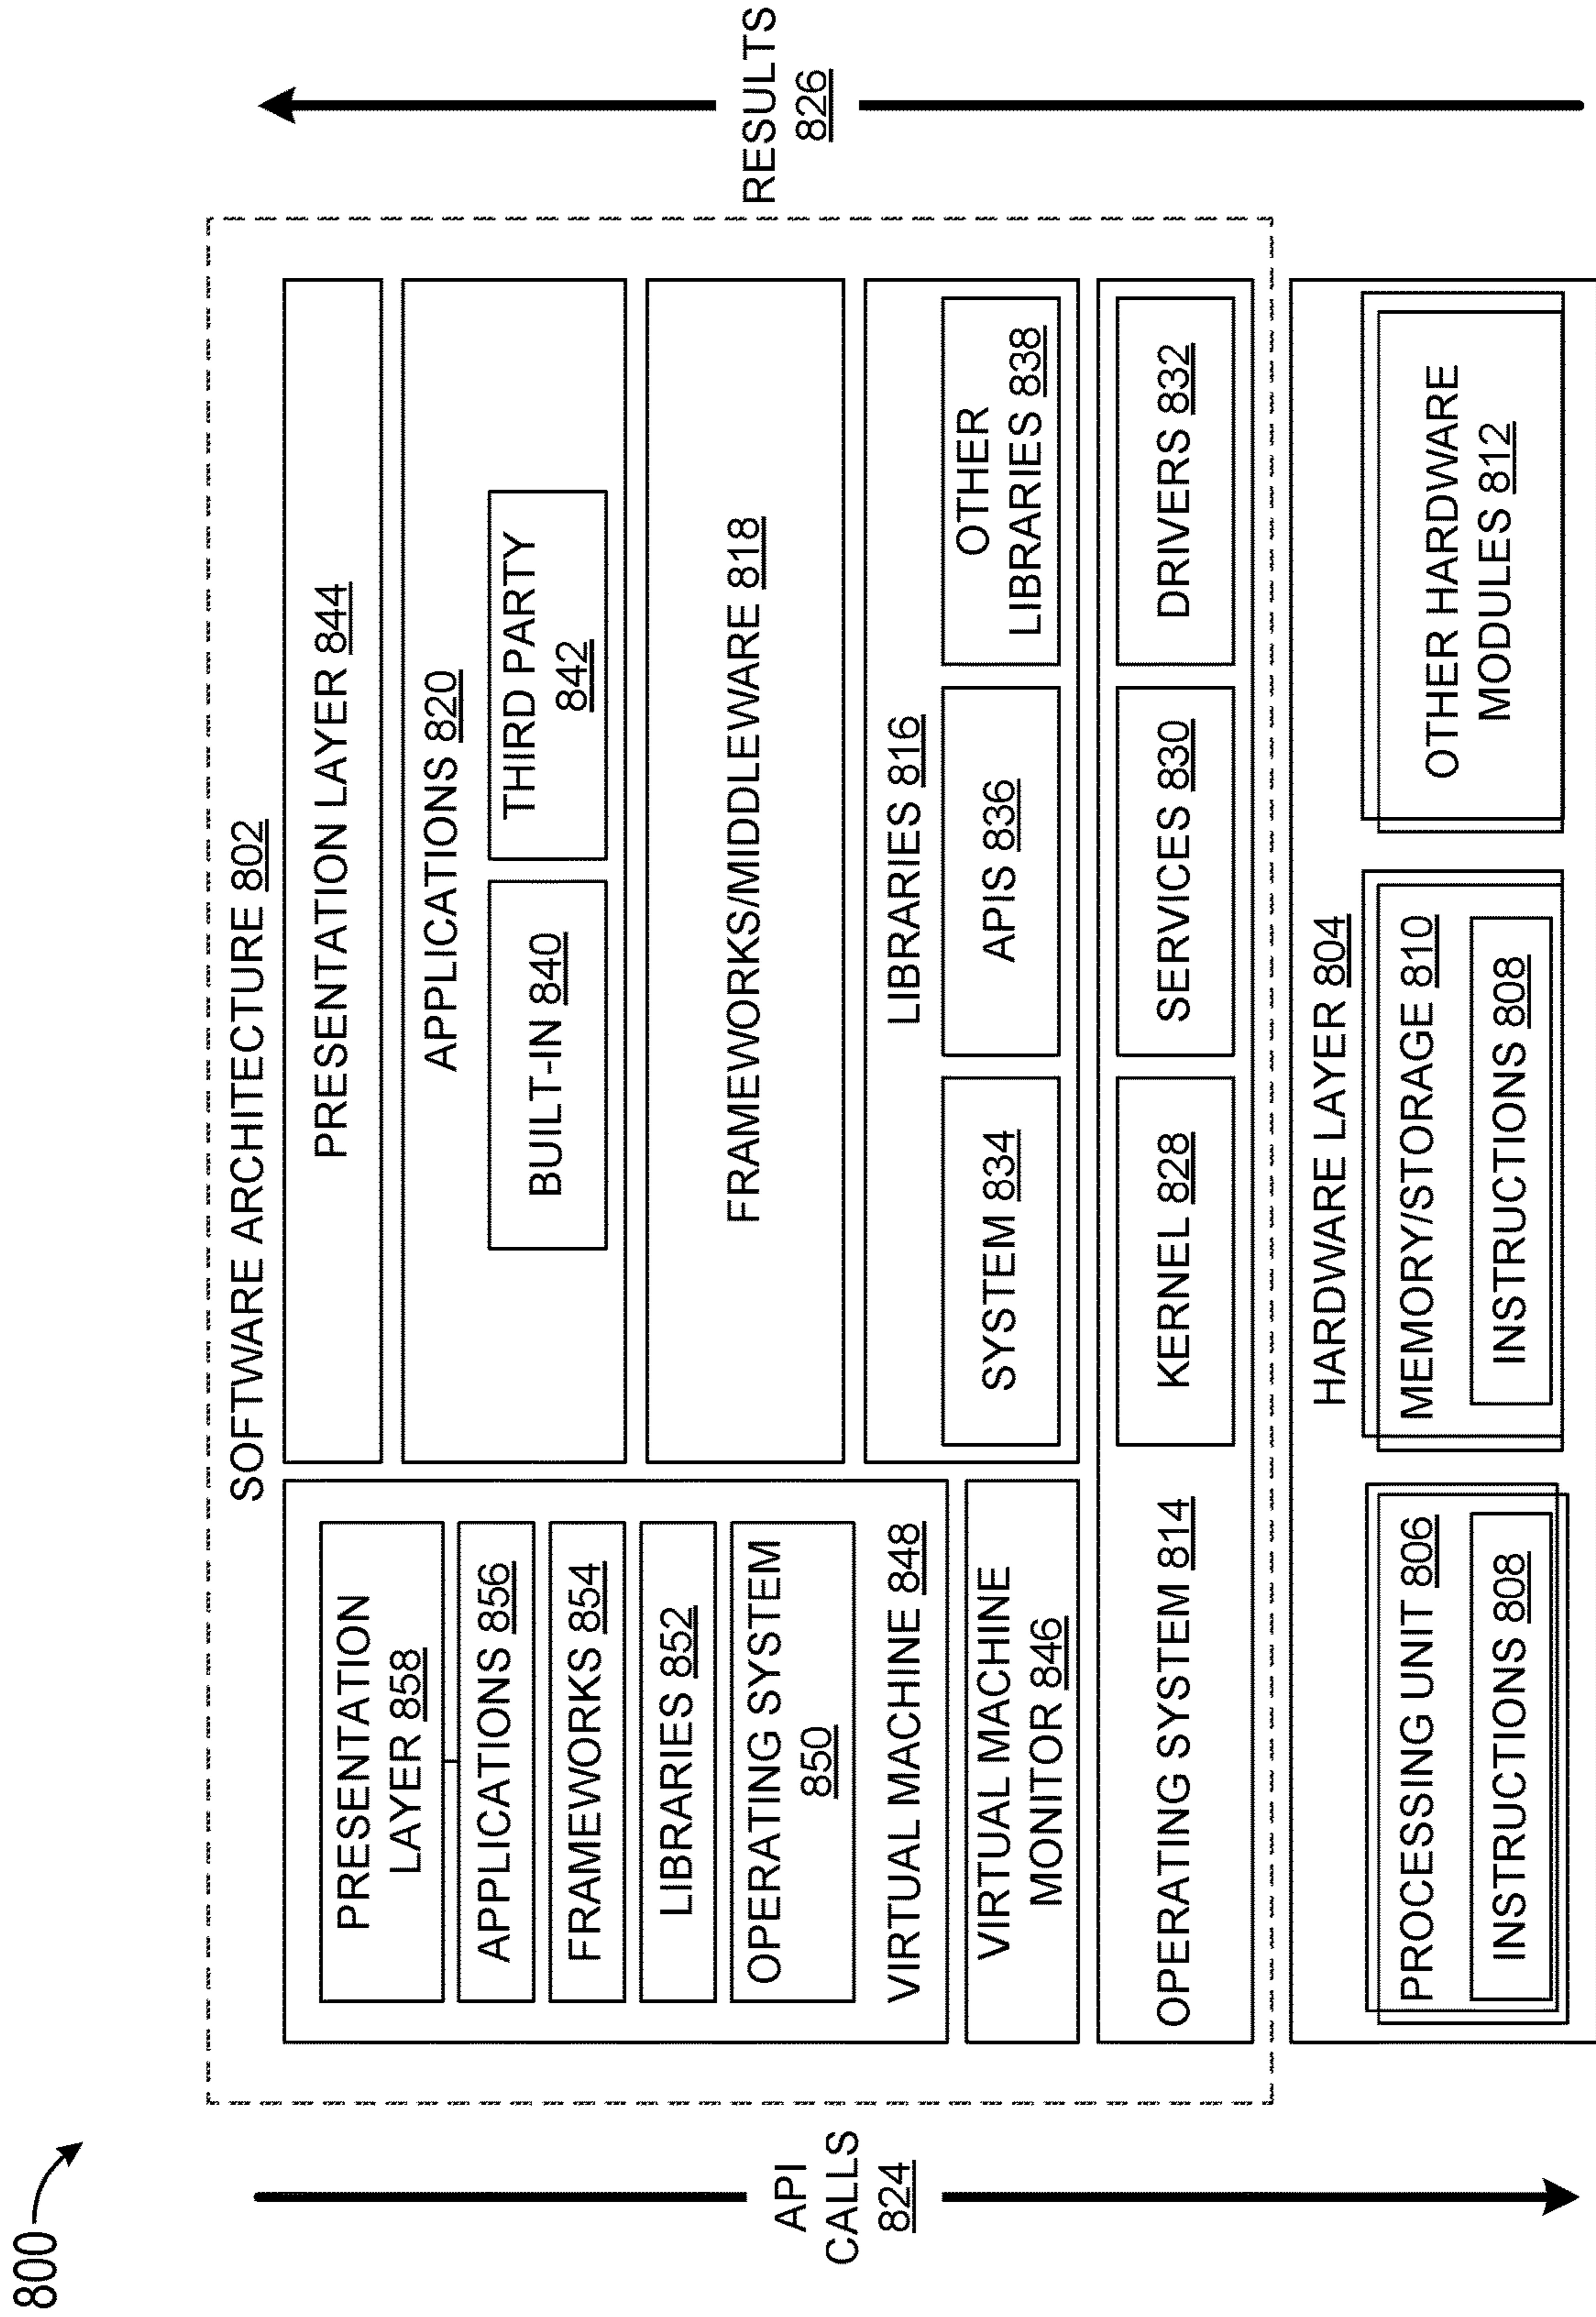 800
SOFTWARE ARCHITECTURE 802
PRESENTATION
LAYER 858
APPLICATIONS 856
FRAMEWORKS 854
LIBRARIES 852
OPERATING SYSTEM
850
VIRTUAL MACHINE 848
VIRTUAL MACHINE
MONITOR 846
PRESENTATION LAYER 844
APPLICATIONS 820
BUILT-IN 840
THIRD PARTY
842
FRAMEWORKS/MIDDLEWARE 818
LIBRARIES 816
SYSTEM 834
APIS 836
OTHER
LIBRARIES 838
OPERATING SYSTEM 814
KERNEL 828
SERVICES 830
DRIVERS 832
HARDWARE LAYER 804
PROCESSING UNIT 806
INSTRUCTIONS 808
MEMORY/STORAGE 810
INSTRUCTIONS 808
OTHER HARDWARE
MODULES 812
API
CALLS
824
RESULTS
826